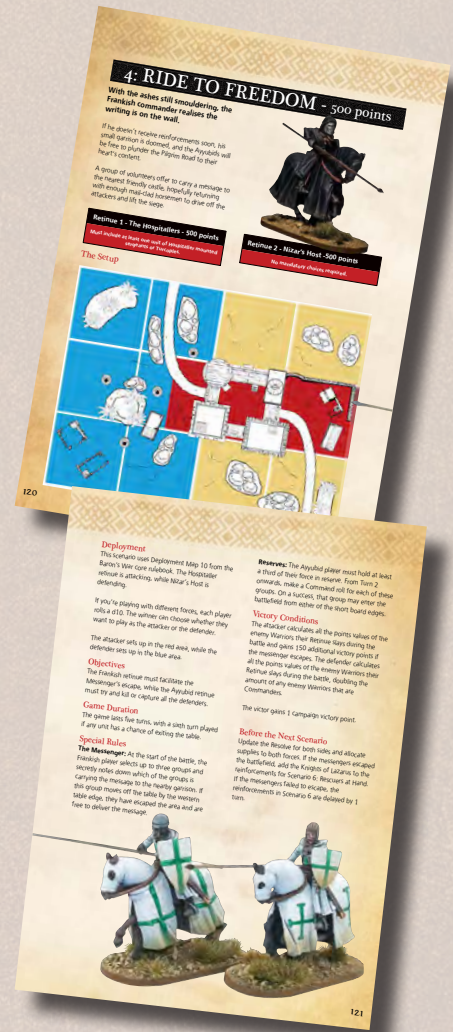 4: RIDE TO FREEDOM - 500 points
With the ashes still smouldering, the
Frankish commander realises the
writing is on the wall.
If he doesn't receive reinforcements soon, his
small garrison is doomed, and the Ayyubids will
be free to plunder the Pilgrim Road to their
heart's content.
A group of volunteers offer to carry a message to
the nearest friendly castle, hopefully returning
with enough mail-clad horsemen to drive off the
attackers and lift the siege.
Retinue 1 - The Hospitallers - 500 points
Must include at least one unit of Hospitaller mounted
sergeants or Turcoples.
Retinue 2 - Nizar's Host -500 points
No mandatory choices required.
The Setup
120
Deployment
This scenario uses Deployment Map 10 from the
Baron's War core rulebook. The Hospitaller
retinue is attacking, while Nizar's Host is
defending.
If you're playing with different forces, each player
rolls a d10. The winner can choose whether they
want to play as the attacker or the defender.
The attacker sets up in the red area, while the
defender sets up in the blue area.
Objectives
The Frankish retinue must facilitate the
Messenger's escape, while the Ayyubid retinue
must try and kill or capture all the defenders.
Game Duration
The game lasts five turns, with a sixth turn played
if any unit has a chance of exiting the table.
Special Rules
The Messenger: At the start of the battle, the
Frankish player selects up to three groups and
secretly notes down which of the groups is
carrying the message to the nearby garrison. If
this group moves off the table by the western
table edge, they have escaped the area and are
free to deliver the message.
Reserves: The Ayyubid player must hold at least
a third of their force in reserve. From Turn 2
onwards, make a Command roll for each of these
groups. On a success, that group may enter the
battlefield from either of the short board edges.
Victory Conditions
The attacker calculates all the points values of the
enemy Warriors their Retinue slays during the
battle and gains 150 additional victory points if
the messenger escapes. The defender calculates
all the points values of the enemy Warriors their
Retinue slays during the battle, doubling the
amount of any enemy Warriors that are
Commanders.
The victor gains 1 campaign victory point.
Before the Next Scenario
Update the Resolve for both sides and allocate
supplies to both forces. If the messengers escaped
the battlefield, add the Knights of Lazarus to the
reinforcements for Scenario 6: Rescuers at Hand.
If the messengers failed to escape, the
reinforcements in Scenario 6 are delayed by 1
turn.
121